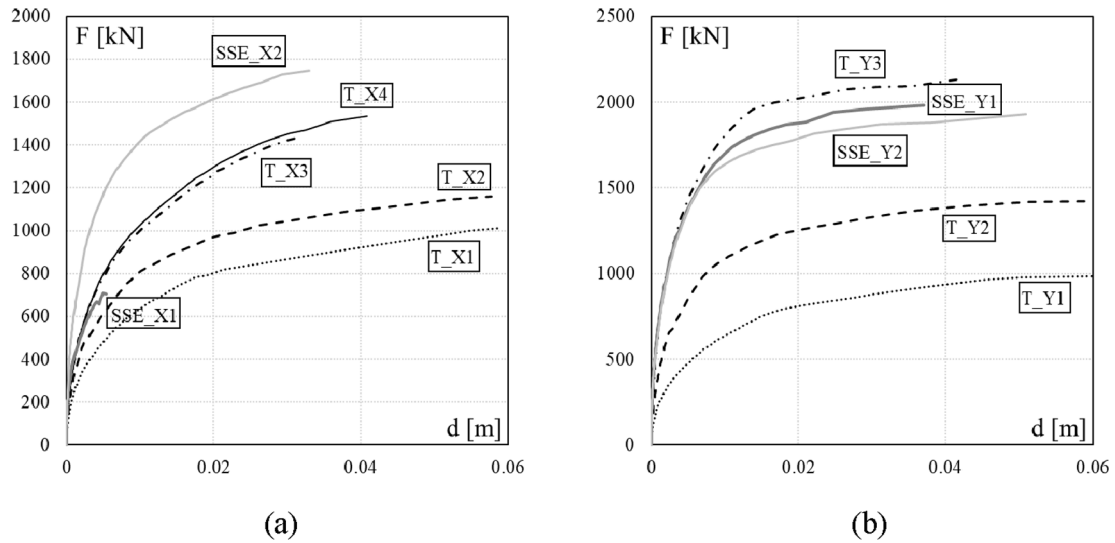 2000
F [kN]
SSE_X2
1800
T_X4
1600
1400
T_X3
T_X2
1200
1000
T_X1
800
SSE_X1
600
400
200
d [m]
0
0
0.02
0.04
0.06
(a)
2500
F [kN]
T_Y3
SSE_Y1
2000
SSE_Y2
1500
T_Y2
1000
T_Y1
500
d [m]
0
0
0.02
0.04
0.06
(b)